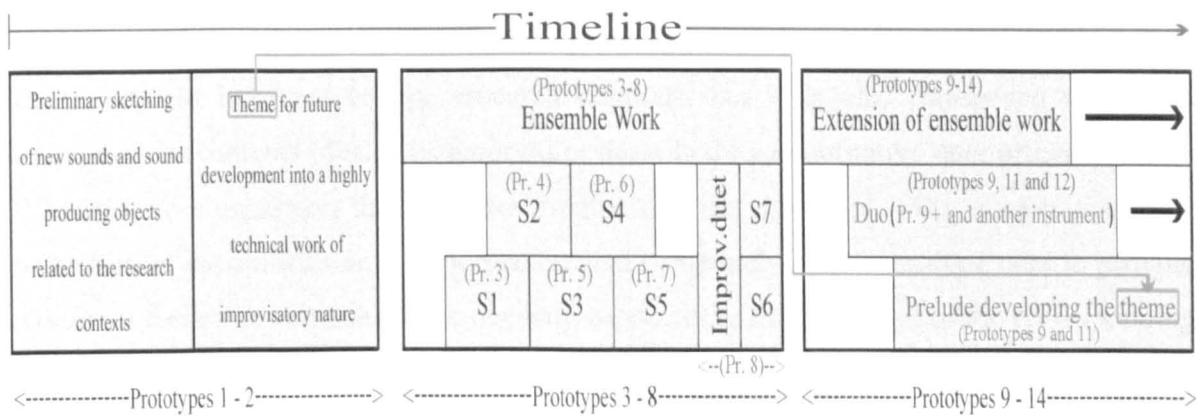 Timeline
Preliminary sketching
of new sounds and sound
producing objects
related to the research
contexts
Theme for future
development into a highly
technical work of
improvisatory nature
(Prototypes 3-8)
Ensemble Work
(Pr. 4) (Pr. 6)
S2 S4
(Pr. 3) (Pr. 5) (Pr. 7)
S1 S3 S5
Improv.duet
S7
S6
<--(Pr. 8)-->
(Prototypes 9-14)
Extension of ensemble work
(Prototypes 9, 11 and 12)
Duo (Pr. 9+ and another instrument)
Prelude developing the theme
(Prototypes 9 and 11)
Prototypes 1 - 2
Prototypes 3 - 8
Prototypes 9 - 14